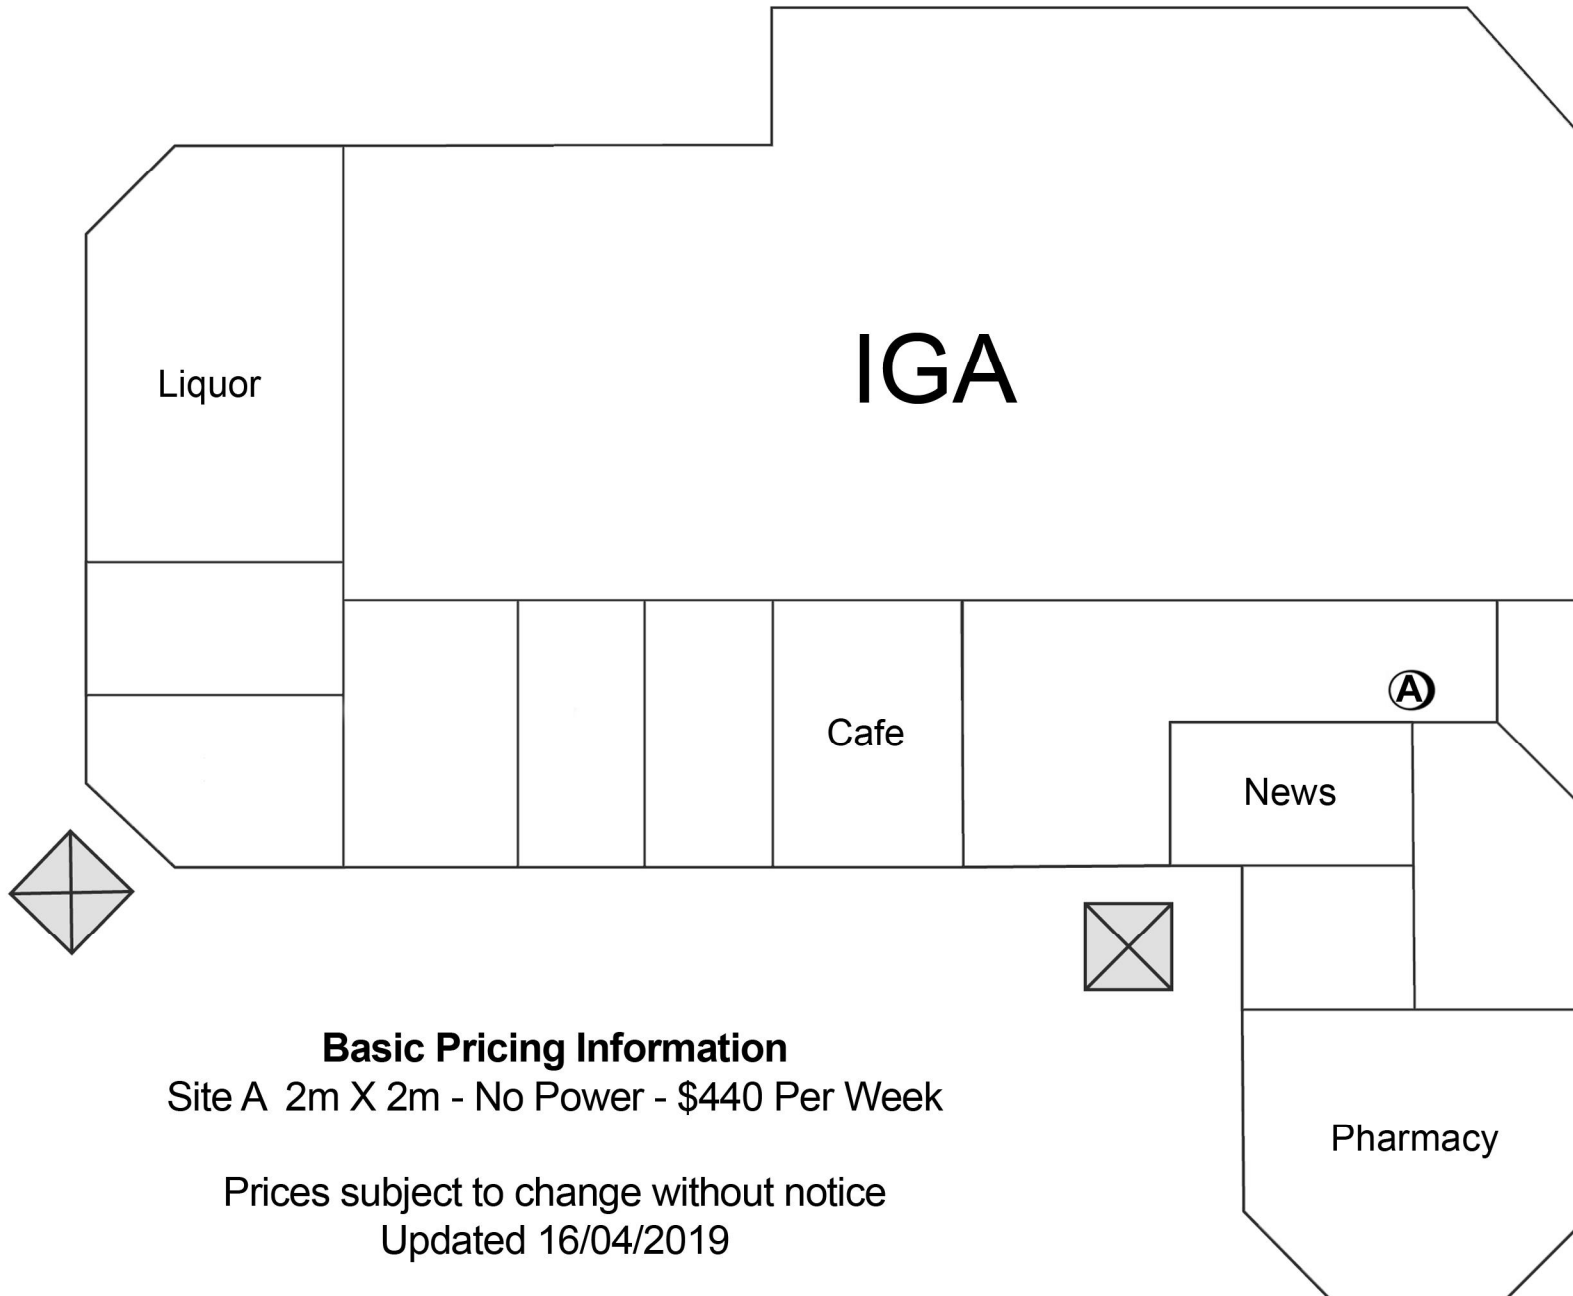 IGA
Liquor
A
Cafe
News
Basic Pricing Information
Site A 2m X 2m - No Power - $440 Per Week
Pharmacy
Prices subject to change without notice
Updated 16/04/2019